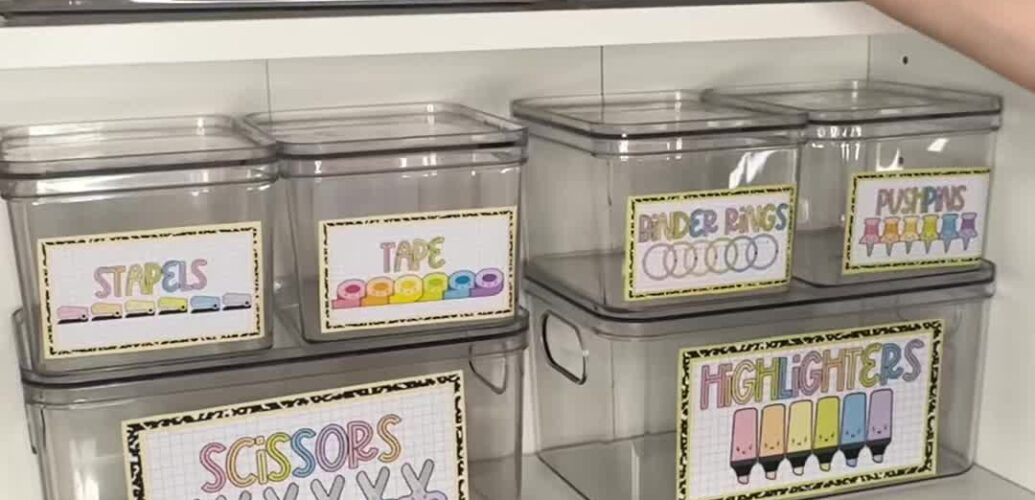 STAPELS
TAPE
BINDER RINGS
PUSHPINS
SCISSORS
HIGHLIGHTERS